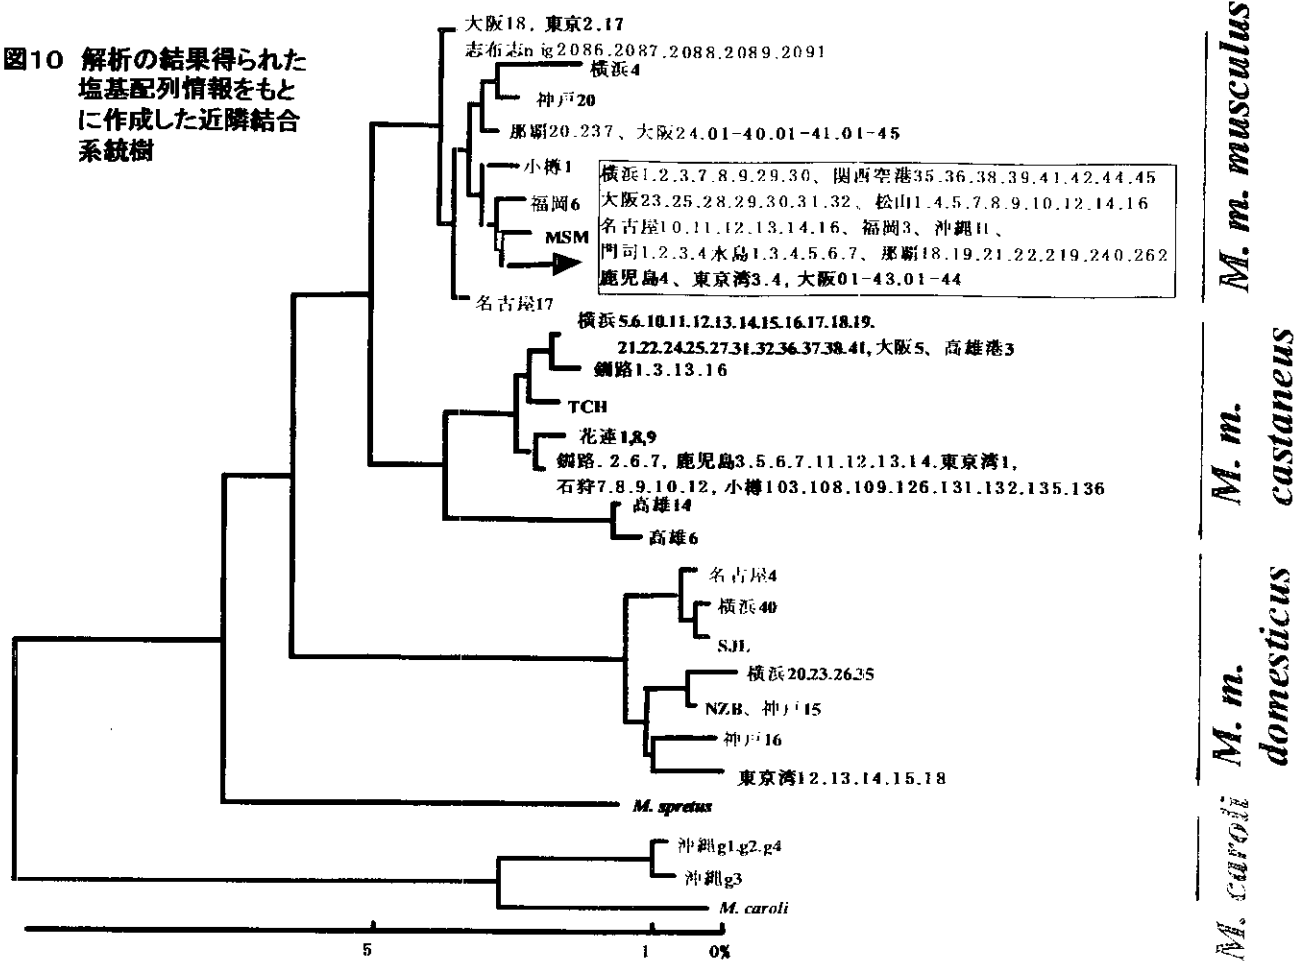 図10 解析の結果得られた
塩基配列情報をもと
に作成した近隣結合
系統樹
大阪18, 東京2.17
志布志nig2086.2087.2088.2089.2091
横浜4
神戸20
那覇20.237、大阪24.01-40.01-41.01-45
小樽1
福岡6
MSM
横浜1.2.3.7.8.9.29.30、関西空港35.36.38.39.41.42.44.45
大阪23.25.28.29.30.31.32、松山1.4.5.7.8.9.10.12.14.16
名古屋10.11.12.13.14.16、福岡3、沖縄11、
門司1.2.3.4水島1.3.4.5.6.7、那覇18.19.21.22.219.240.262
鹿児島4、東京湾3.4, 大阪01-43.01-44
名古屋17
横浜5.6.10.11.12.13.14.15.16.17.18.19.
21.22.24.25.27.31.32.36.37.38.41, 大阪5、高雄港3
釧路1.3.13.16
TCH
花蓮1,8,9
釧路. 2.6.7, 鹿児島3.5.6.7.11.12.13.14.東京湾1,
石狩7.8.9.10.12, 小樽103.108.109.126.131.132.135.136
高雄14
高雄6
名古屋4
横浜40
SJL
横浜20.23.26.35
NZB、神戸15
神戸16
東京湾12.13.14.15.18
M. spretus
沖縄g1.g2.g4
沖縄g3
M. caroli
5
1
0%
M. m. musculus
M. m.
castaneus
M. m.
domesticus
M. caroli